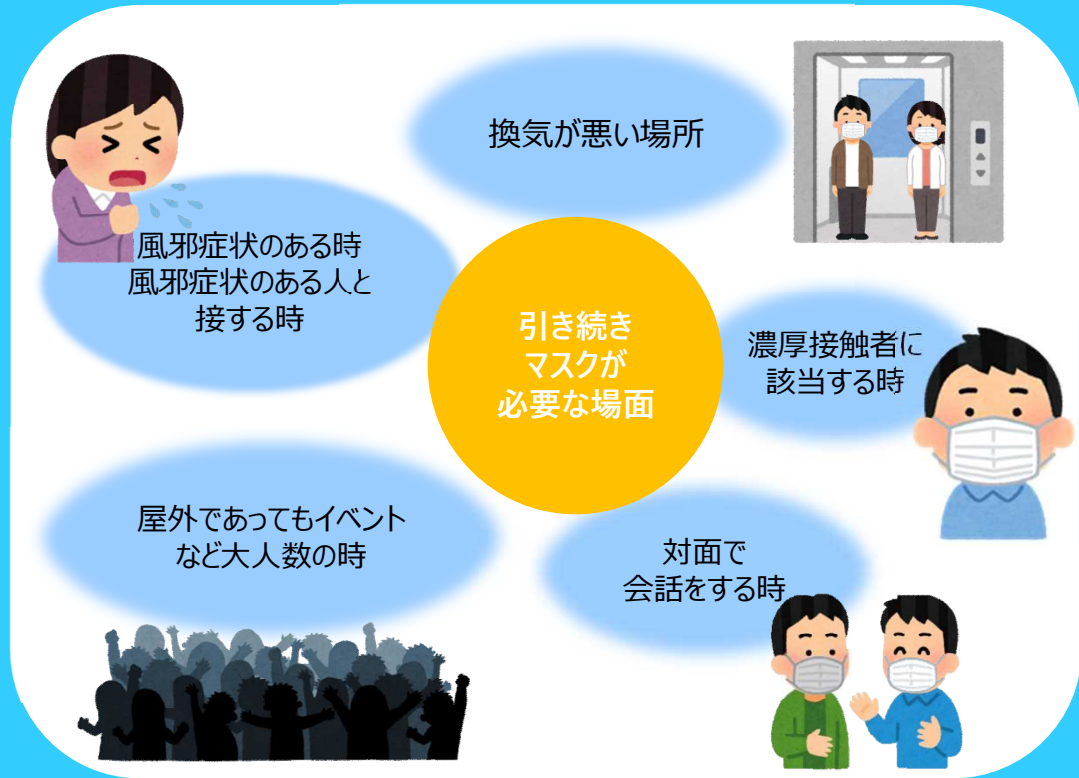 換気が悪い場所
風邪症状のある時
風邪症状のある人と
接する時
引き続き
マスクが
必要な場面
濃厚接触者に
該当する時
屋外であってもイベント
など大人数の時
対面で
会話をする時